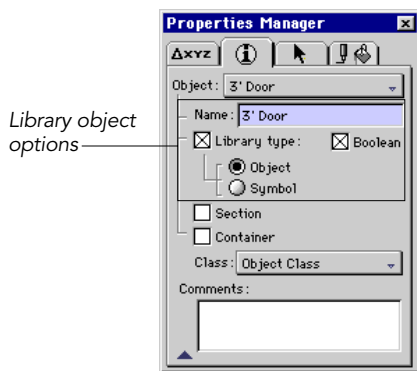 Properties Manager
ΔXYZ
Object: 3' Door
Name: 3' Door
Library object
options
Library type: Boolean
Object
Symbol
Section
Container
Class: Object Class
Comments: